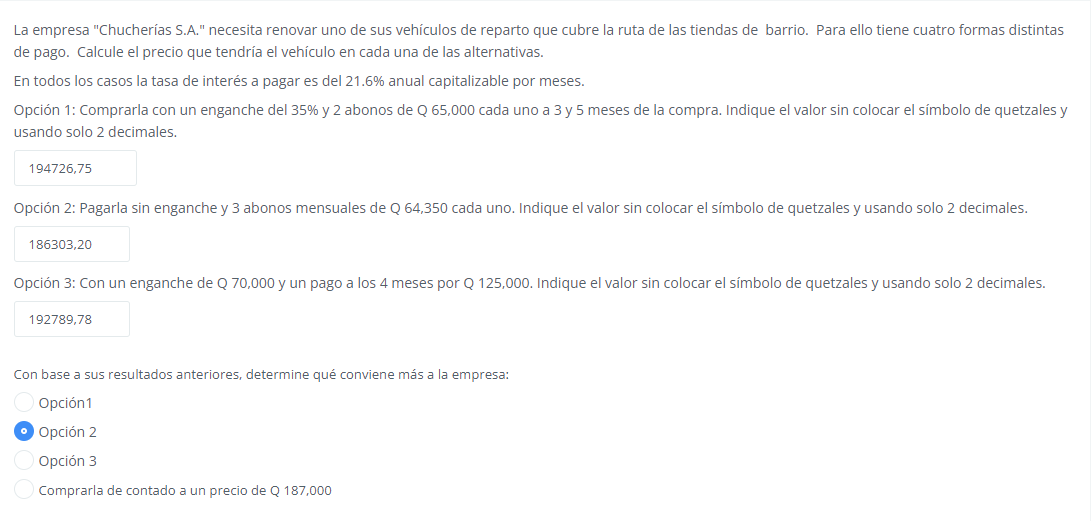 La empresa "Chucherías S.A." necesita renovar uno de sus vehículos de reparto que cubre la ruta de las tiendas de barrio. Para ello tiene cuatro formas distintas
de pago. Calcule el precio que tendría el vehículo en cada una de las alternativas.
En todos los casos la tasa de interés a pagar es del 21.6% anual capitalizable por meses.
Opción 1: Comprarla con un enganche del 35% y 2 abonos de Q 65,000 cada uno a 3 y 5 meses de la compra. Indique el valor sin colocar el símbolo de quetzales y
usando solo 2 decimales.
194726,75
Opción 2: Pagarla sin enganche y 3 abonos mensuales de Q 64,350 cada uno. Indique el valor sin colocar el símbolo de quetzales y usando solo 2 decimales.
186303,20
Opción 3: Con un enganche de Q 70,000 y un pago a los 4 meses por Q 125,000. Indique el valor sin colocar el símbolo de quetzales y usando solo 2 decimales.
192789,78
Con base a sus resultados anteriores, determine qué conviene más a la empresa:
Opción1
Opción 2
Opción 3
Comprarla de contado a un precio de Q 187,000